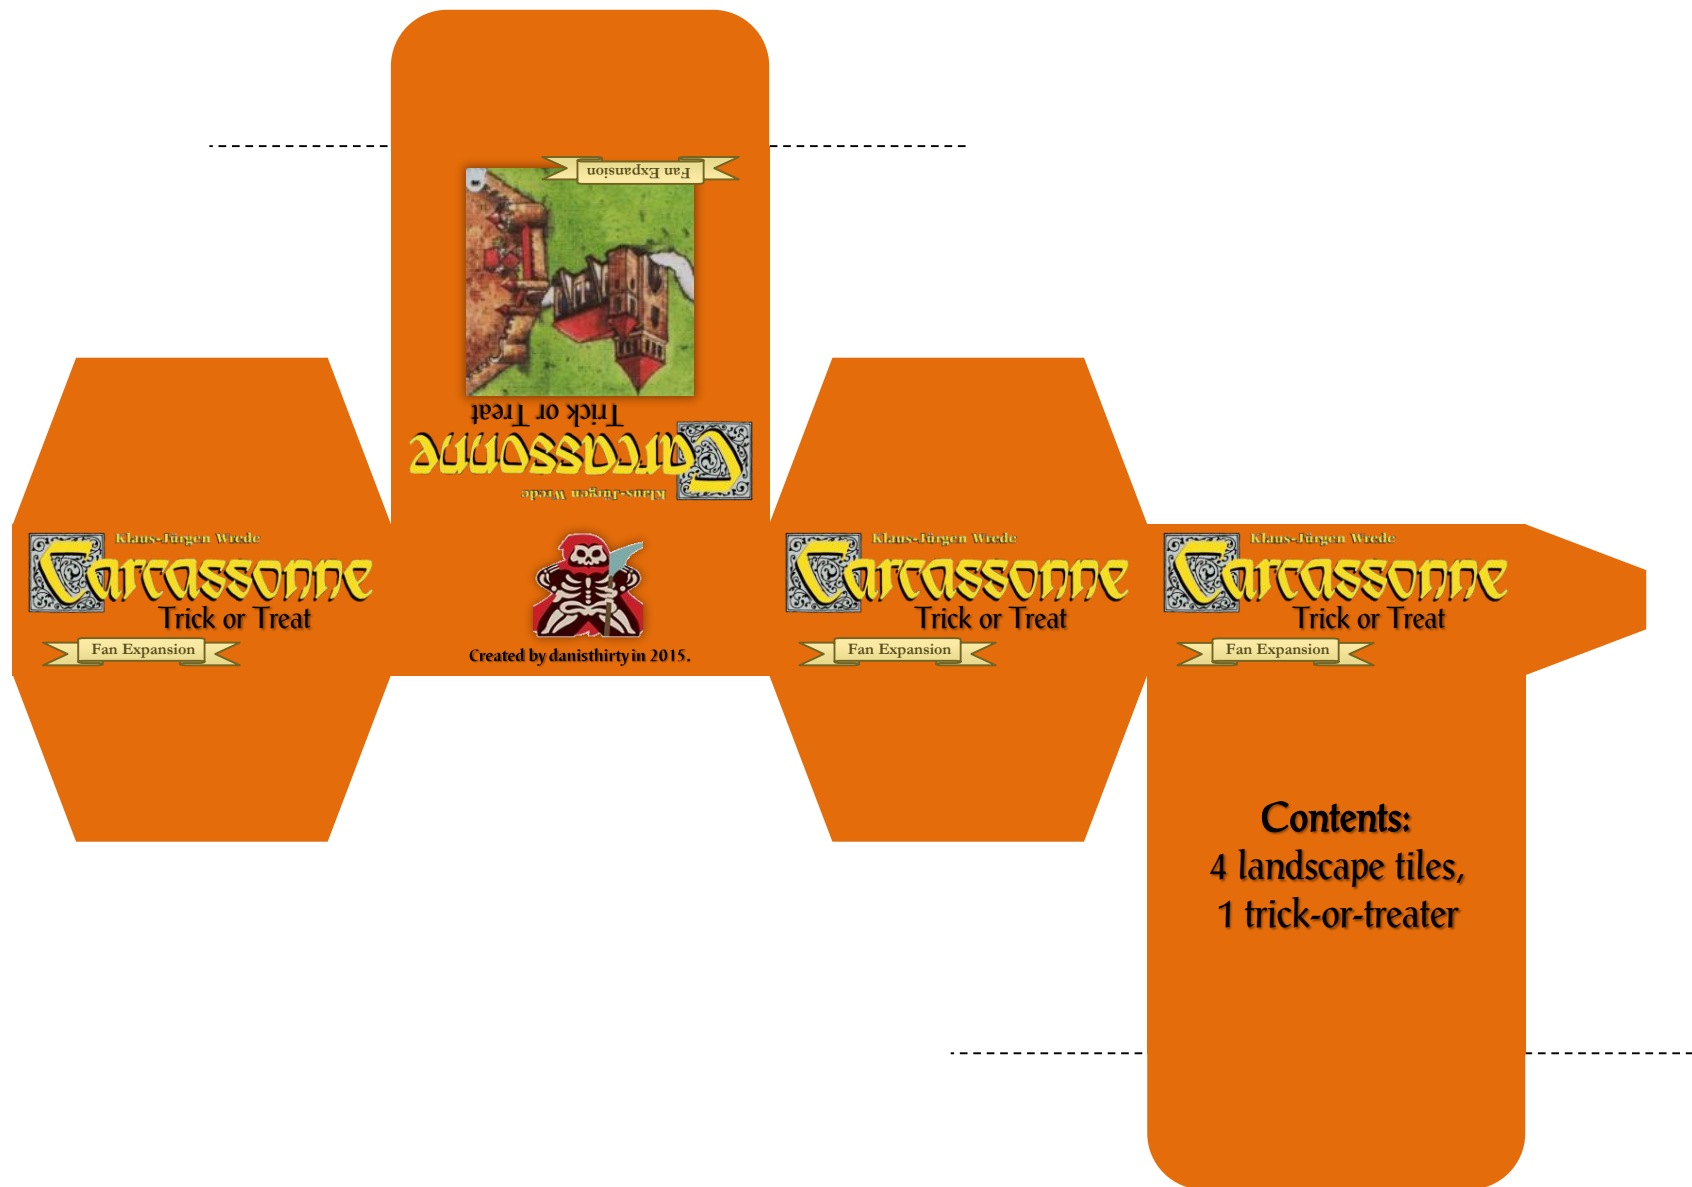 Fan Expansion
Trick or Treat
Carcassonne
Klaus-Jürgen Wrede
Klaus-Jürgen Wrede
Carcassonne
Trick or Treat
Fan Expansion
Created by danisthirty in 2015.
Klaus-Jürgen Wrede
Carcassonne
Trick or Treat
Fan Expansion
Klaus-Jürgen Wrede
Carcassonne
Trick or Treat
Fan Expansion
Contents:
4 landscape tiles,
1 trick-or-treater